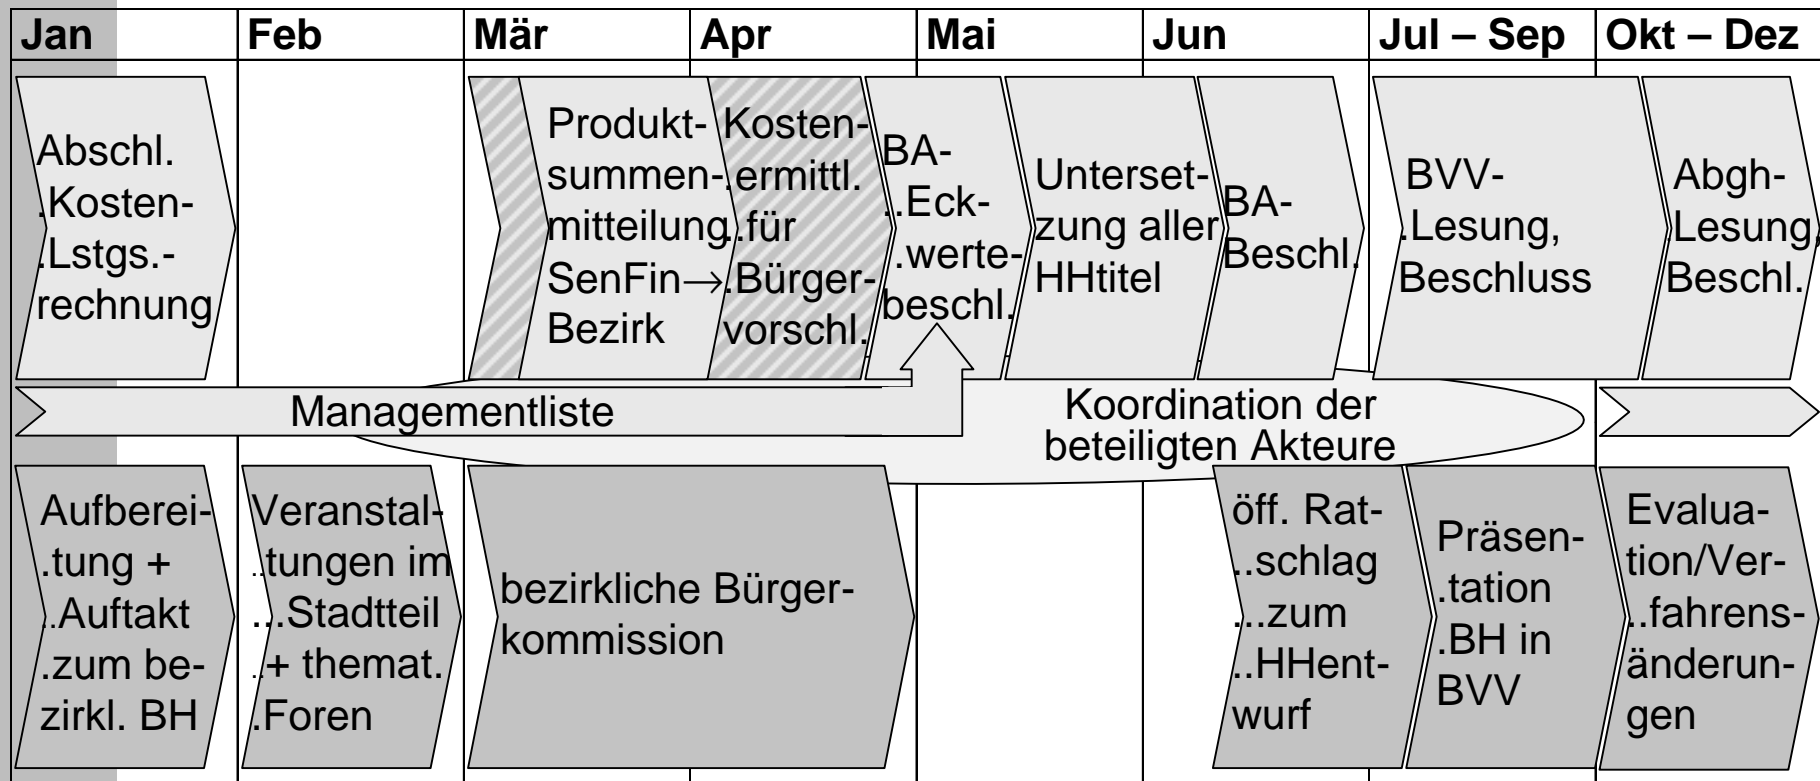 Jan Feb Mär Apr Mai Jun Jul – Sep Okt – Dez
Abschl.
.Kosten-
.Lstgs.-
rechnung
Produkt-
summen-
mitteilung
SenFin→
Bezirk
Kosten-
.ermittl.
..für
.Bürger-
vorschl.
BA-
..Eck-
.werte-
beschl.
Unterset-
zung aller
HHtitel
BA-
Beschl.
BVV-
.Lesung,
Beschluss
Abgh-
.Lesung,
Beschl.
Managementliste
Koordination der
beteiligten Akteure
Aufberei-
.tung +
..Auftakt
.zum be-
zirkl. BH
Veranstal-
..tungen im
...Stadtteil
..+ themat.
.Foren
bezirkliche Bürger-
kommission
öff. Rat-
..schlag
...zum
..HHent-
wurf
Präsen-
.tation
.BH in
BVV
Evalua-
tion/Ver-
..fahrens-
änderun-
gen